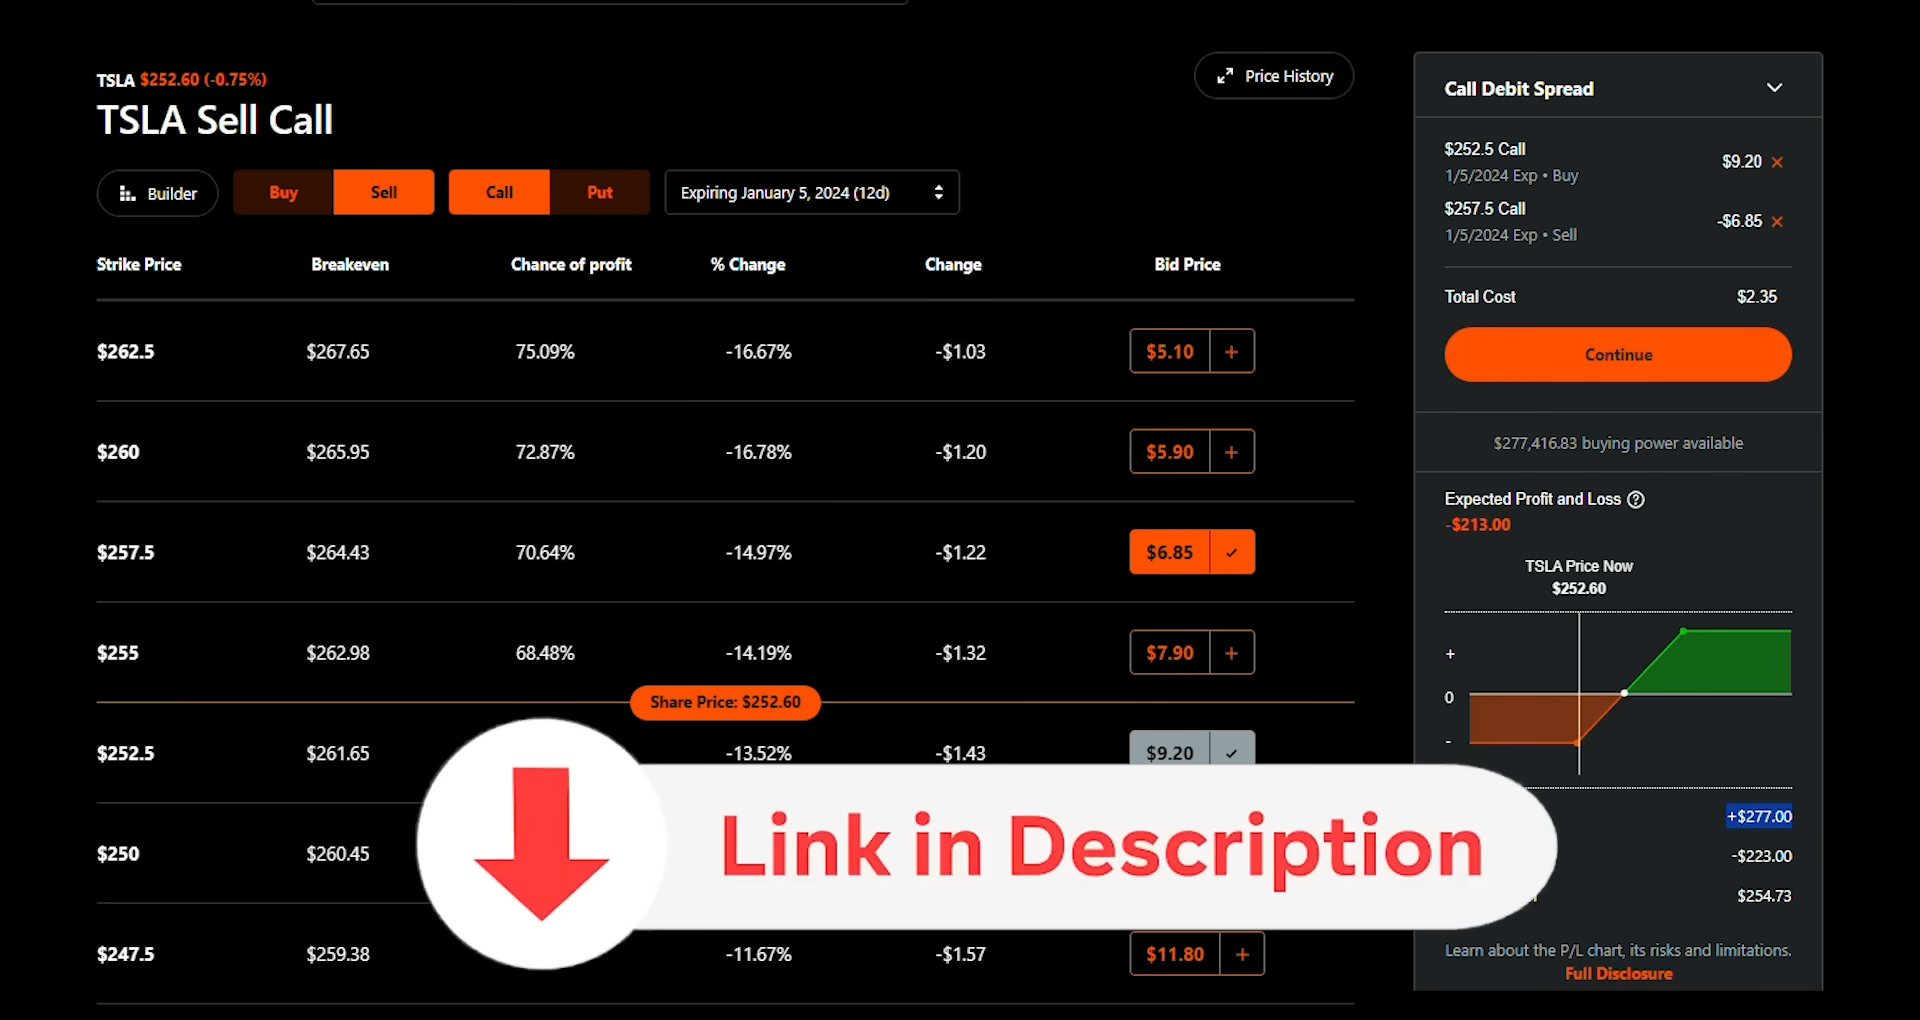 TSLA $252.60 (-0.75%)
TSLA Sell Call
Price History
Builder
Buy
Sell
Call
Put
Expiring January 5, 2024 (12d)
Strike Price Breakeven Chance of profit % Change Change Bid Price
$262.5 $267.65 75.09% -16.67% -$1.03 $5.10 +
$260 $265.95 72.87% -16.78% -$1.20 $5.90 +
$257.5 $264.43 70.64% -14.97% -$1.22 $6.85
$255 $262.98 68.48% -14.19% -$1.32 $7.90 +
Share Price: $252.60
$252.5 $261.65 -13.52% -$1.43 $9.20
$250 $260.45
$247.5 $259.38 -11.67% -$1.57 $11.80 +
Link in Description
Call Debit Spread
$252.5 Call
1/5/2024 Exp • Buy
$9.20 ×
$257.5 Call
1/5/2024 Exp • Sell
-$6.85 ×
Total Cost $2.35
Continue
$277,416.83 buying power available
Expected Profit and Loss ?
-$213.00
TSLA Price Now
$252.60
+
0
-
+$277.00
-$223.00
$254.73
Learn about the P/L chart, its risks and limitations.
Full Disclosure